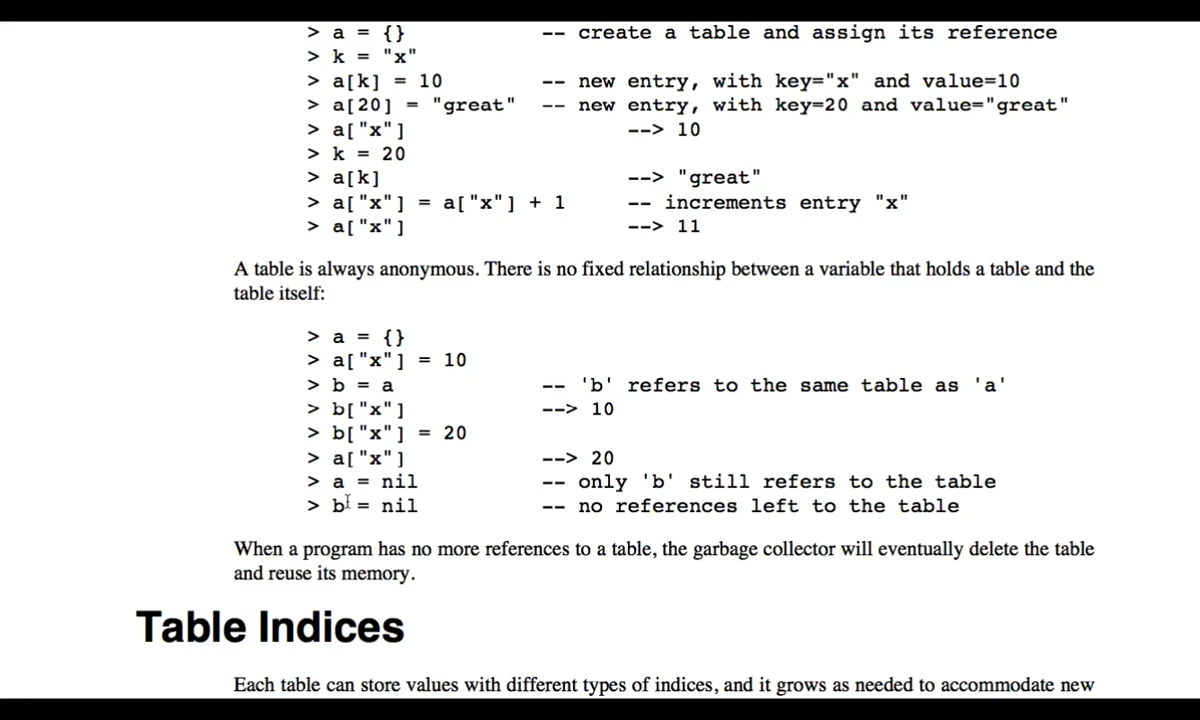 > a = {} -- create a table and assign its reference
> k = "x"
> a[k] = 10 -- new entry, with key="x" and value=10
> a[20] = "great" -- new entry, with key=20 and value="great"
> a["x"] --> 10
> k = 20
> a[k] --> "great"
> a["x"] = a["x"] + 1 -- increments entry "x"
> a["x"] --> 11
A table is always anonymous. There is no fixed relationship between a variable that holds a table and the
table itself:
> a = {}
> a["x"] = 10
> b = a -- 'b' refers to the same table as 'a'
> b["x"] --> 10
> b["x"] = 20
> a["x"] --> 20
> a = nil -- only 'b' still refers to the table
> b = nil -- no references left to the table
When a program has no more references to a table, the garbage collector will eventually delete the table
and reuse its memory.
Table Indices
Each table can store values with different types of indices, and it grows as needed to accommodate new